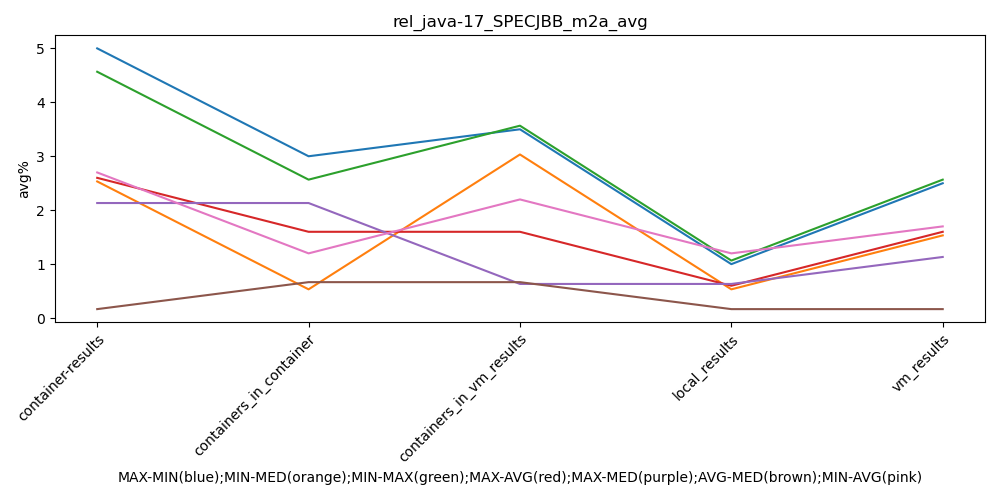 rel_java-17_SPECJBB_m2a_avg
avg%
5
4
3
2
1
0
container-results
containers_in_container
containers_in_vm_results
local_results
vm_results
MAX-MIN(blue);MIN-MED(orange);MIN-MAX(green);MAX-AVG(red);MAX-MED(purple);AVG-MED(brown);MIN-AVG(pink)